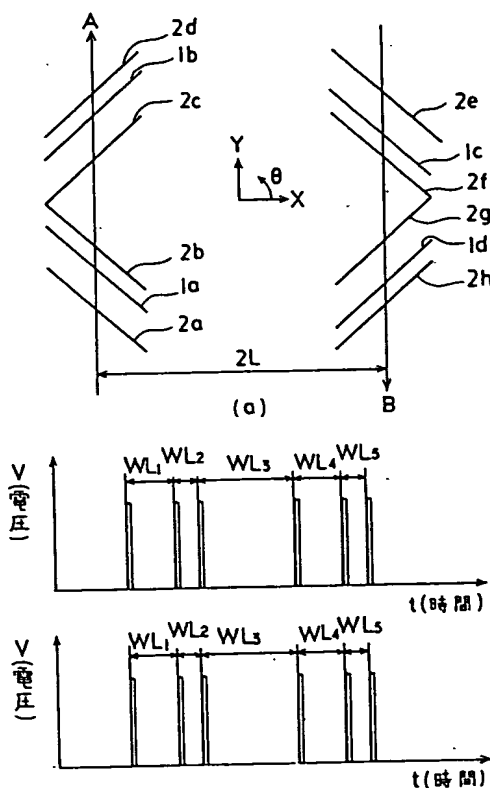 A
2d
1b
2c
2e
1c
2f
2g
1d
2h
Y
θ
X
2b
1a
2a
2L
B
(a)
V(電圧)
WL1
WL2
WL3
WL4
WL5
t(時間)
V(電圧)
WL1
WL2
WL3
WL4
WL5
t(時間)